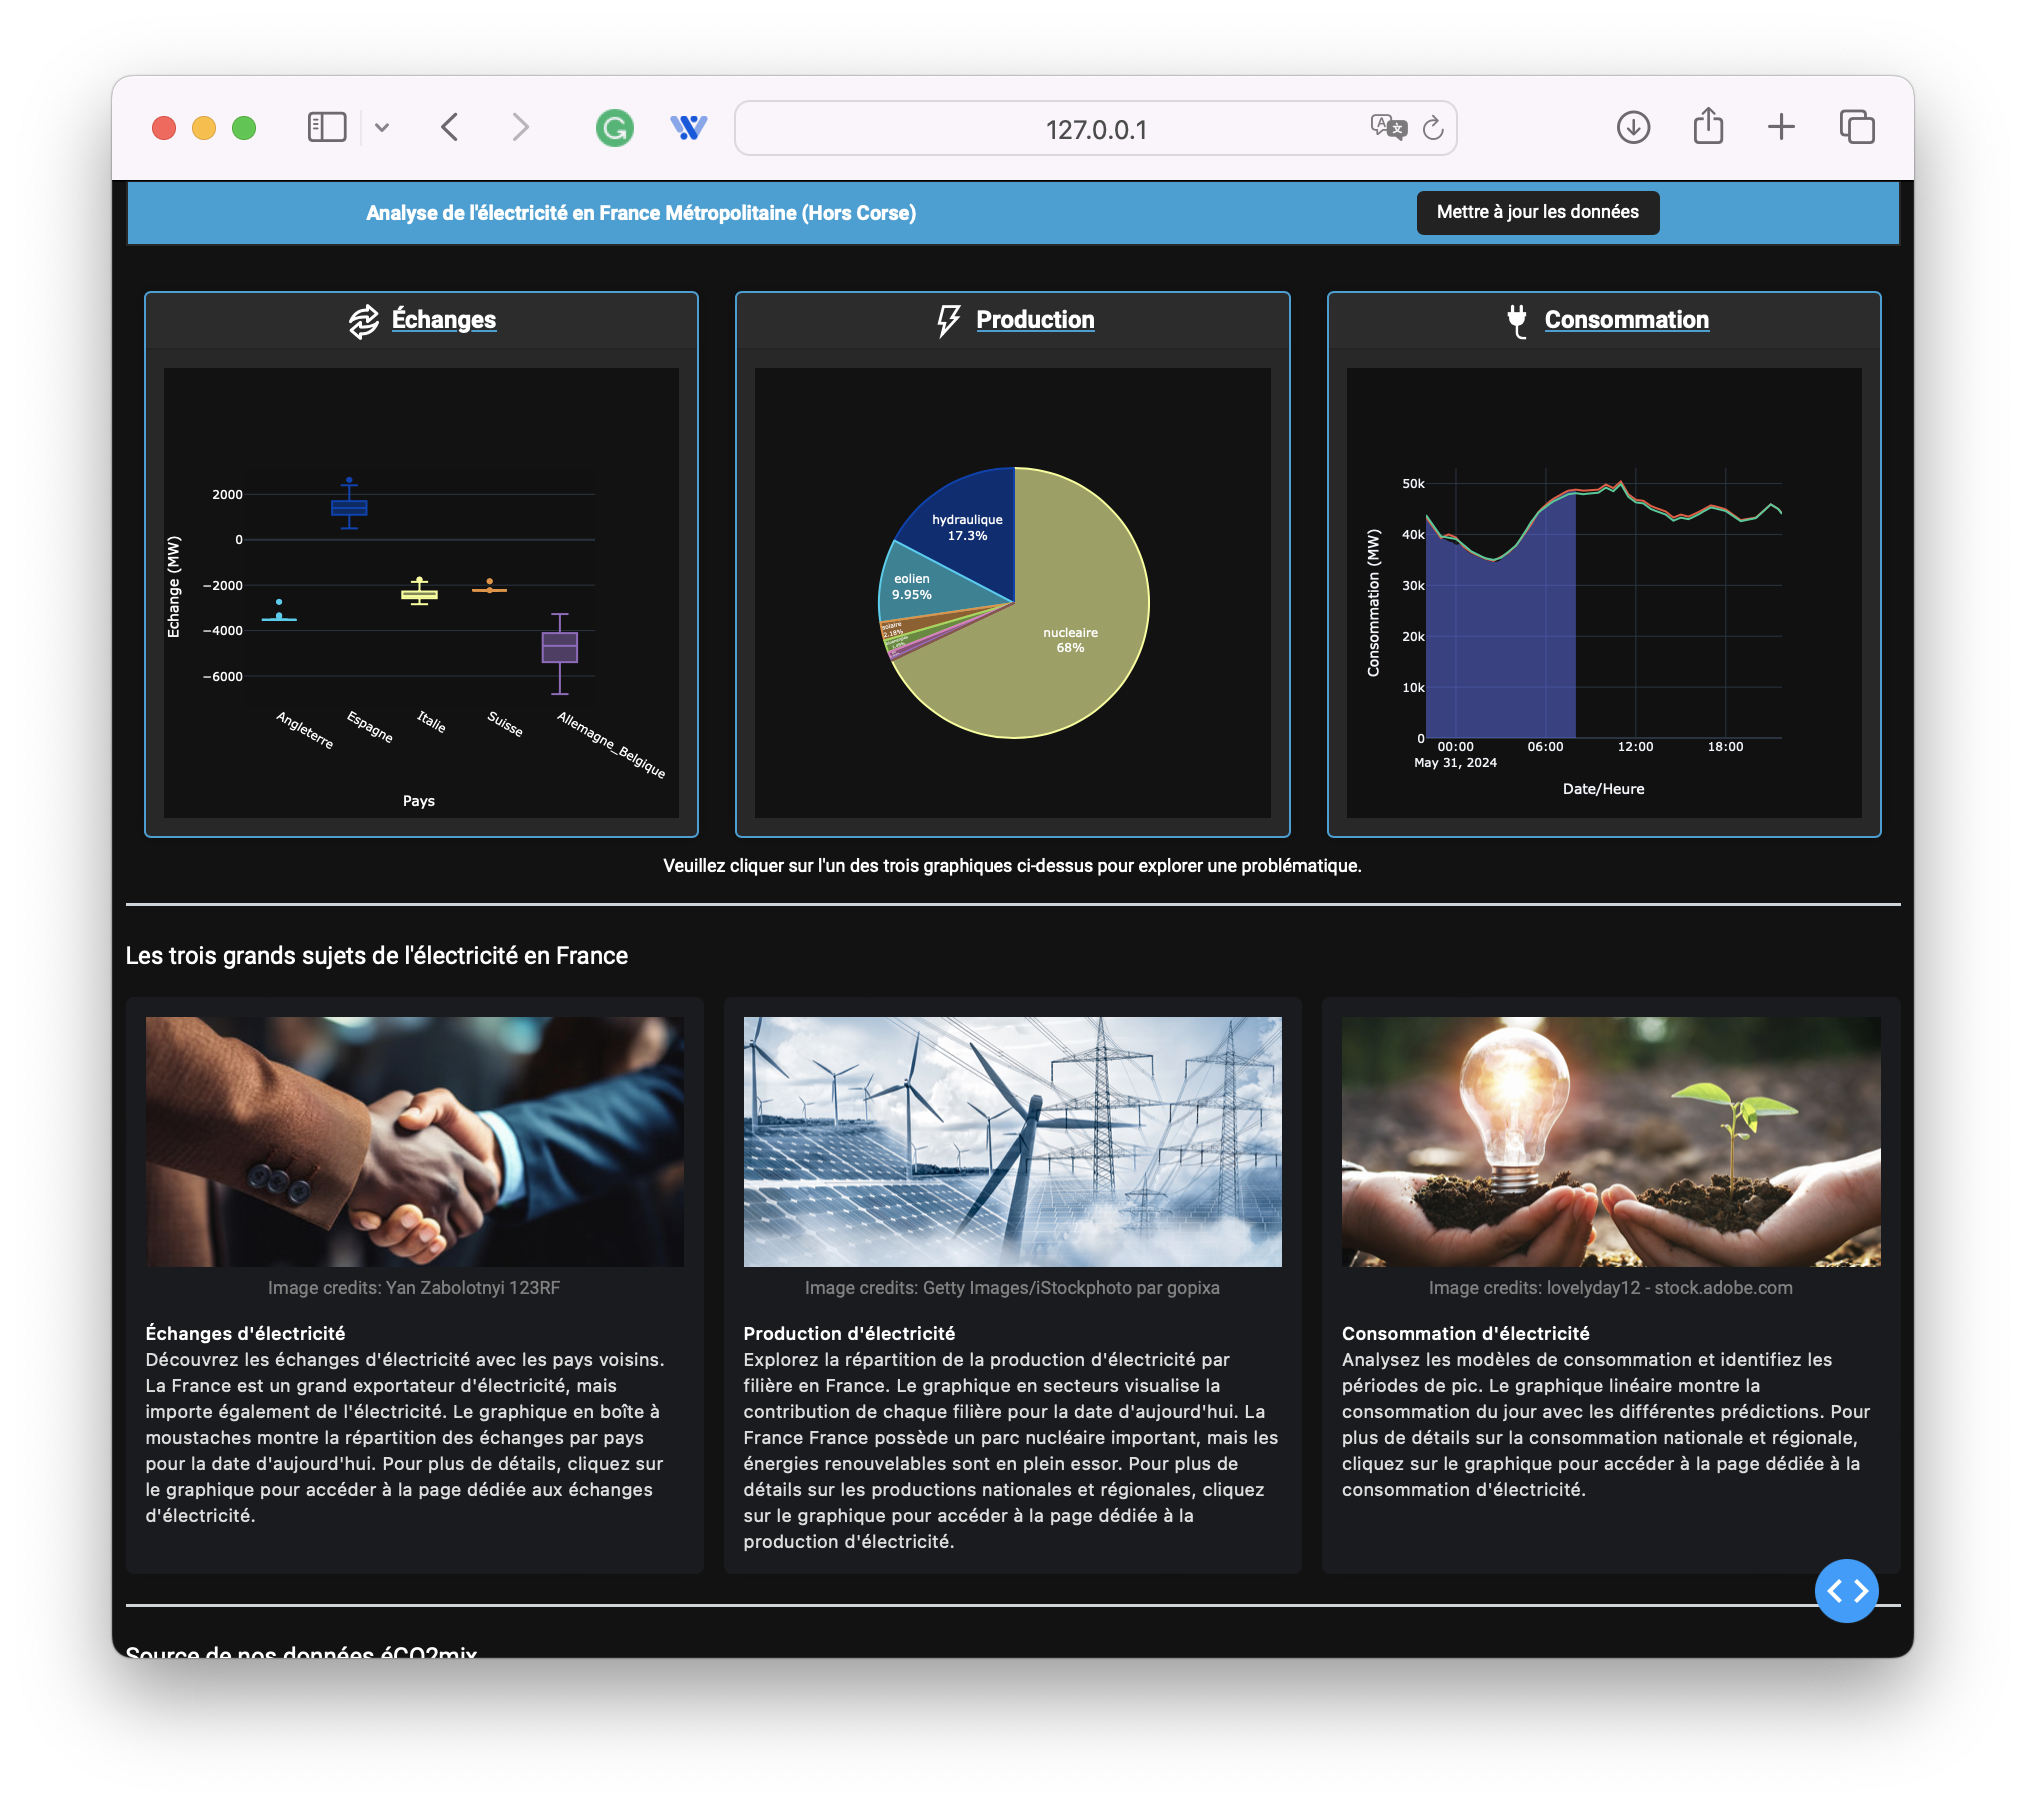 127.0.0.1
Analyse de l'électricité en France Métropolitaine (Hors Corse)
Mettre à jour les données
Échanges
Echange (MW)
2000
0
−2000
−4000
−6000
Angleterre
Espagne
Italie
Suisse
Allemagne_Belgique
Pays
Production
hydraulique
17.3%
eolien
9.95%
solaire
2.18%
nucleaire
68%
Consommation
Consommation (MW)
50k
40k
30k
20k
10k
0
00:00
06:00
12:00
18:00
May 31, 2024
Date/Heure
Veuillez cliquer sur l'un des trois graphiques ci-dessus pour explorer une problématique.
Les trois grands sujets de l'électricité en France
Image credits: Yan Zabolotnyi 123RF
Échanges d'électricité
Découvrez les échanges d'électricité avec les pays voisins.
La France est un grand exportateur d'électricité, mais
importe également de l'électricité. Le graphique en boîte à
moustaches montre la répartition des échanges par pays
pour la date d'aujourd'hui. Pour plus de détails, cliquez sur
le graphique pour accéder à la page dédiée aux échanges
d'électricité.
Image credits: Getty Images/iStockphoto par gopixa
Production d'électricité
Explorez la répartition de la production d'électricité par
filière en France. Le graphique en secteurs visualise la
contribution de chaque filière pour la date d'aujourd'hui. La
France France possède un parc nucléaire important, mais les
énergies renouvelables sont en plein essor. Pour plus de
détails sur les productions nationales et régionales, cliquez
sur le graphique pour accéder à la page dédiée à la
production d'électricité.
Image credits: lovelyday12 - stock.adobe.com
Consommation d'électricité
Analysez les modèles de consommation et identifiez les
périodes de pic. Le graphique linéaire montre la
consommation du jour avec les différentes prédictions. Pour
plus de détails sur la consommation nationale et régionale,
cliquez sur le graphique pour accéder à la page dédiée à la
consommation d'électricité.
Source de nos données éCO2mix